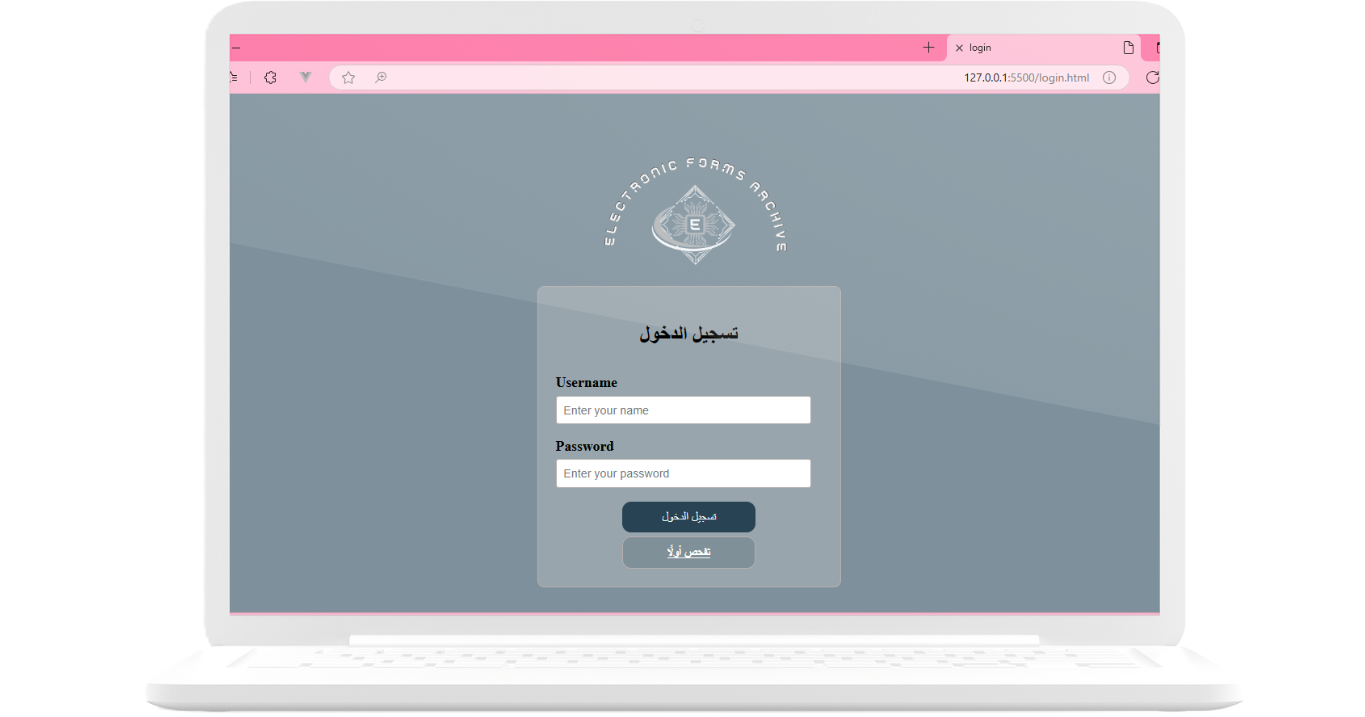 login
127.0.0.1:5500/login.html
ELECTRONIC FORMS ARCHIVE
E
تسجيل الدخول
Username
Enter your name
Password
Enter your password
تسجيل الدخول
تفحص أولًا